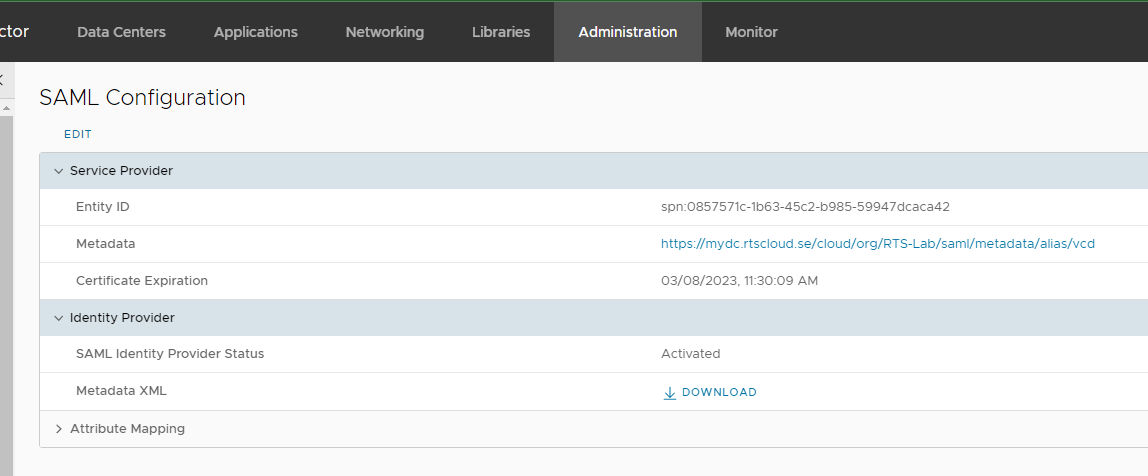 ctor Data Centers Applications Networking Libraries Administration Monitor
SAML Configuration
EDIT
Service Provider
Entity ID spn:0857571c-1b63-45c2-b985-59947dcaca42
Metadata https://mydc.rtscloud.se/cloud/org/RTS-Lab/saml/metadata/alias/vcd
Certificate Expiration 03/08/2023, 11:30:09 AM
Identity Provider
SAML Identity Provider Status Activated
Metadata XML DOWNLOAD
Attribute Mapping